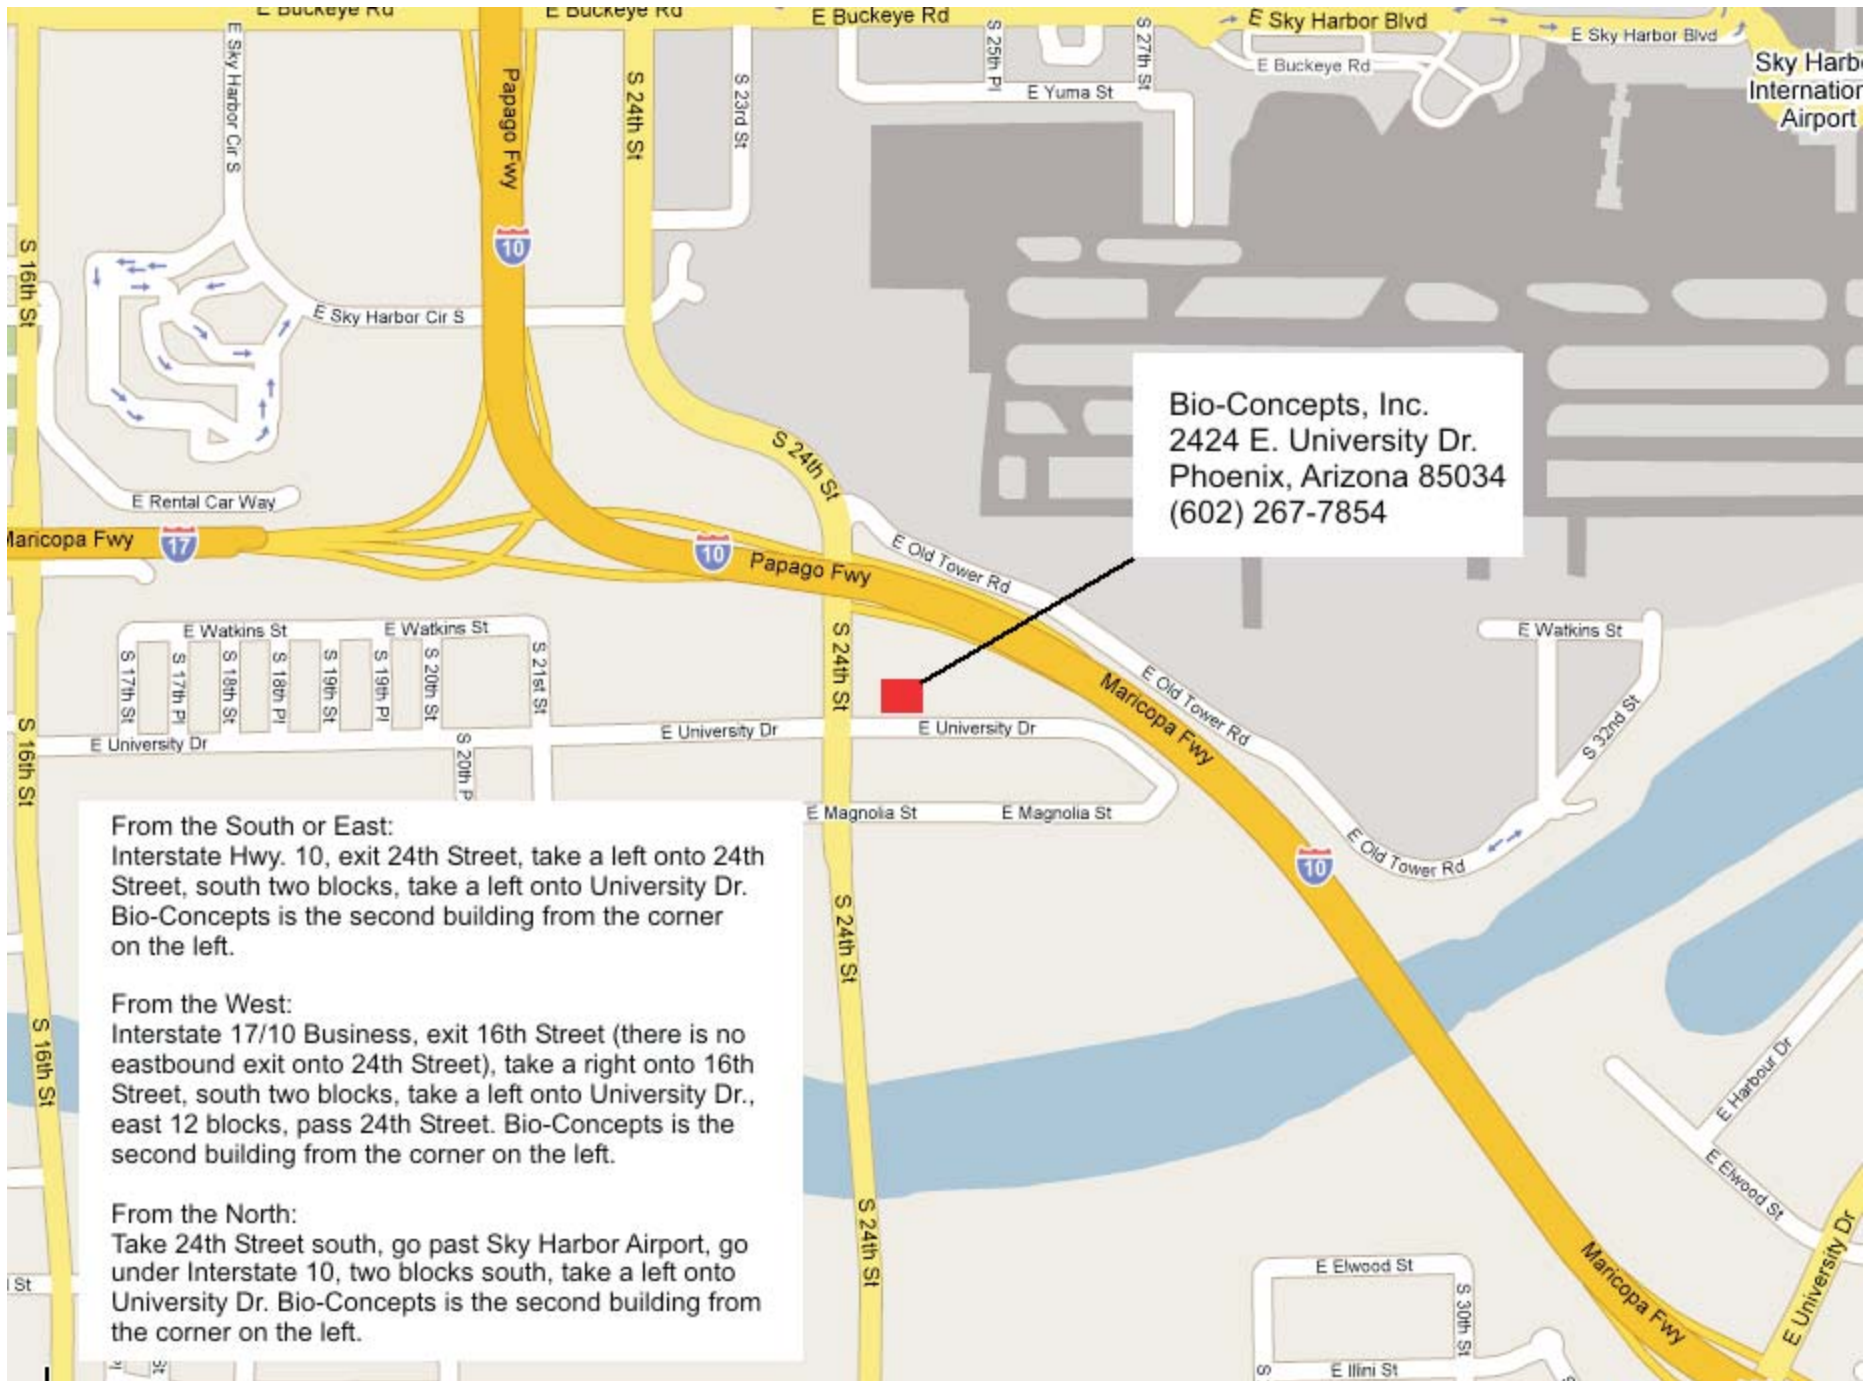 E Buckeye Rd
E Buckeye Rd
E Buckeye Rd
E Sky Harbor Blvd
E Sky Harbor Blvd
E Buckeye Rd
Sky Harb
Internation
Airport
E Sky Harbor Cir S
Papago Fwy
S 24th St
S 23rd St
S 25th Pl
S 27th St
E Yuma St
10
S 16th St
E Sky Harbor Cir S
Bio-Concepts, Inc.
2424 E. University Dr.
Phoenix, Arizona 85034
(602) 267-7854
S 24th St
E Rental Car Way
Maricopa Fwy
17
10
Papago Fwy
E Old Tower Rd
E Watkins St
E Watkins St
E Watkins St
S 17th St
S 17th Pl
S 18th St
S 18th Pl
S 19th St
S 19th Pl
S 20th St
S 21st St
S 24th St
Maricopa Fwy
E Old Tower Rd
S 32nd St
S 16th St
E University Dr
S 20th P
E University Dr
E University Dr
E Magnolia St
E Magnolia St
10
E Old Tower Rd
From the South or East:
Interstate Hwy. 10, exit 24th Street, take a left onto 24th
Street, south two blocks, take a left onto University Dr.
Bio-Concepts is the second building from the corner
on the left.
From the West:
Interstate 17/10 Business, exit 16th Street (there is no
eastbound exit onto 24th Street), take a right onto 16th
Street, south two blocks, take a left onto University Dr.,
east 12 blocks, pass 24th Street. Bio-Concepts is the
second building from the corner on the left.
From the North:
Take 24th Street south, go past Sky Harbor Airport, go
under Interstate 10, two blocks south, take a left onto
University Dr. Bio-Concepts is the second building from
the corner on the left.
S 24th St
S 16th St
E Harbour Dr
E Elwood St
S 24th St
E University Dr
Maricopa Fwy
E Elwood St
S 30th St
E Illini St
St
Pl
St
S